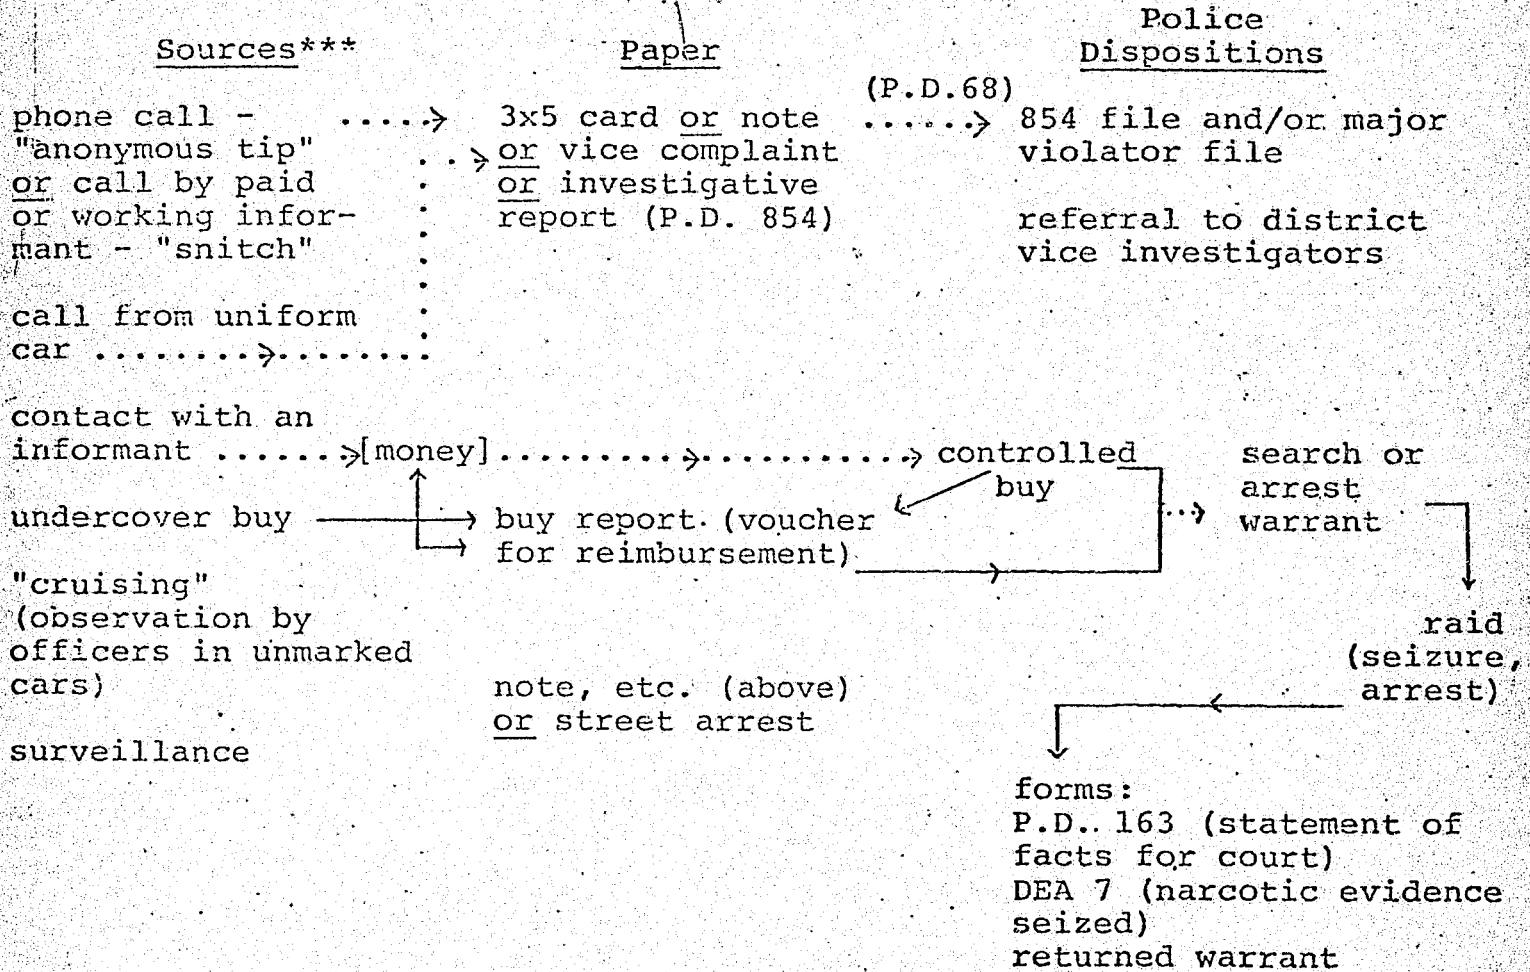 Sources***
phone call -
"anonymous tip"
or call by paid
or working infor-
mant - "snitch"
call from uniform
car
contact with an
informant
undercover buy
"cruising"
(observation by
officers in unmarked
cars)
surveillance
Paper
3x5 card or note
or vice complaint
or investigative
report (P.D. 854)
[money]
buy report. (voucher
for reimbursement)
note, etc. (above)
or street arrest
Police
Dispositions
(P.D.68)
854 file and/or major
violator file
referral to district
vice investigators
controlled
buy
search or
arrest
warrant
raid
(seizure,
arrest)
forms:
P.D.. 163 (statement of
facts for court)
DEA 7 (narcotic evidence
seized)
returned warrant